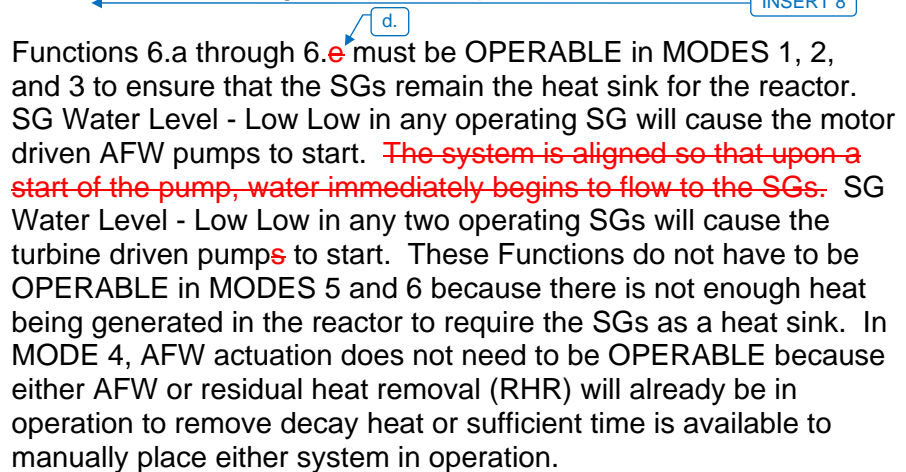 INSERT 8
d.
Functions 6.a through 6.e must be OPERABLE in MODES 1, 2,
and 3 to ensure that the SGs remain the heat sink for the reactor.
SG Water Level - Low Low in any operating SG will cause the motor
driven AFW pumps to start.  The system is aligned so that upon a
start of the pump, water immediately begins to flow to the SGs.  SG
Water Level - Low Low in any two operating SGs will cause the
turbine driven pumps to start.  These Functions do not have to be
OPERABLE in MODES 5 and 6 because there is not enough heat
being generated in the reactor to require the SGs as a heat sink.  In
MODE 4, AFW actuation does not need to be OPERABLE because
either AFW or residual heat removal (RHR) will already be in
operation to remove decay heat or sufficient time is available to
manually place either system in operation.